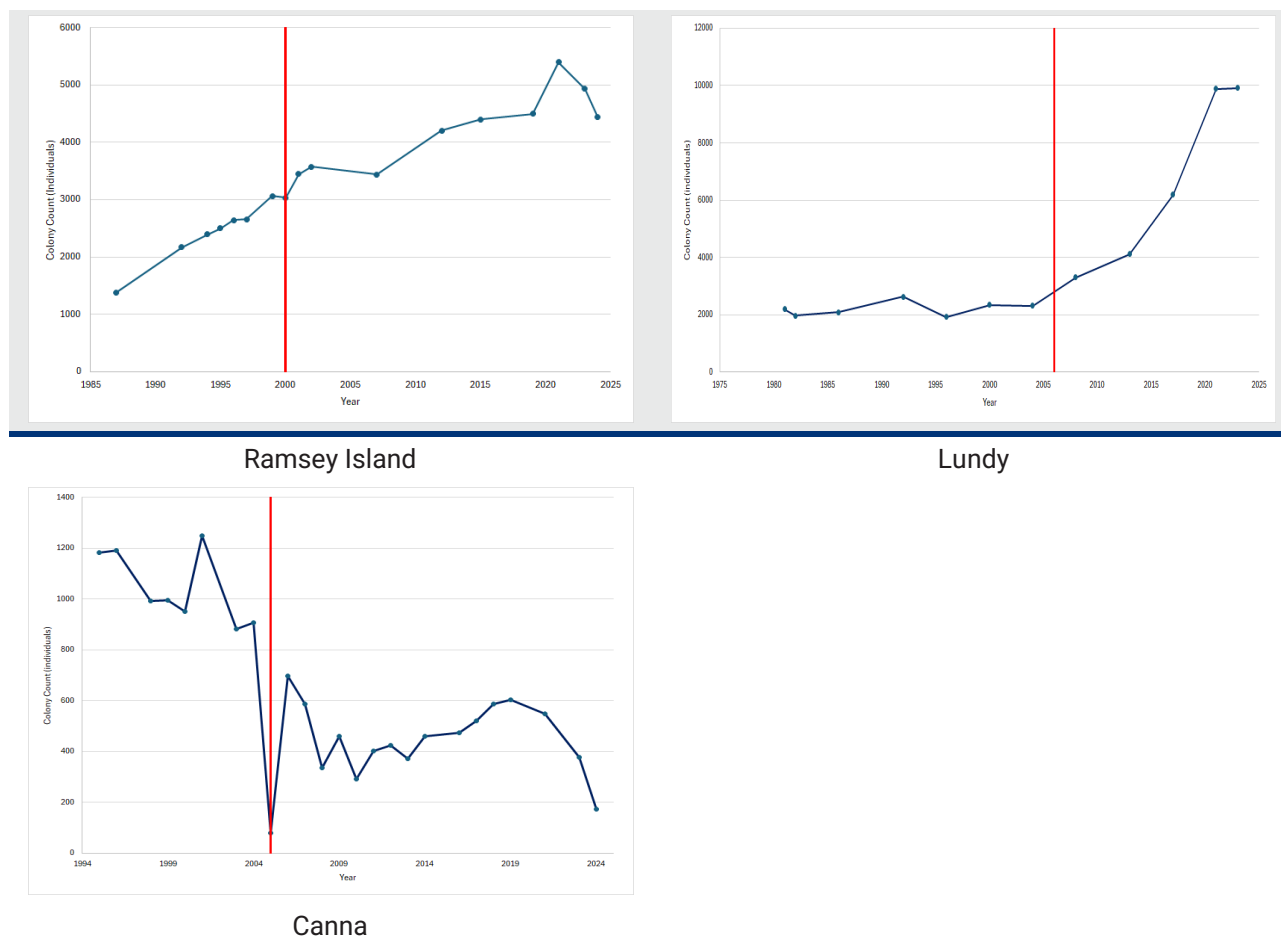 6000
5000
4000
3000
2000
1000
0
Colony Count (Individuals)
1985 1990 1995 2000 2005 2010 2015 2020 2025
Year
12000
10000
8000
6000
4000
2000
0
Colony Count (individuals)
1975 1980 1985 1990 1995 2000 2005 2010 2015 2020 2025
Year
Ramsey Island
Lundy
1400
1200
1000
800
600
400
200
0
Colony Count (individuals)
1994 1999 2004 2009 2014 2019 2024
Year
Canna